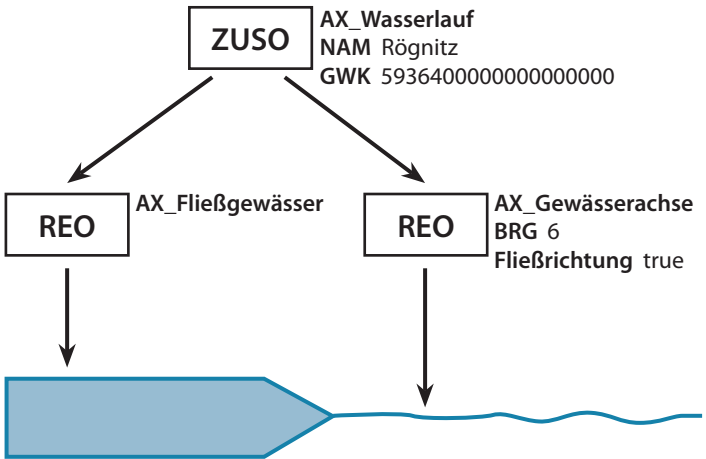 ZUSO
AX_Wasserlauf
NAM Rögnitz
GWK 5936400000000000000
REO
AX_Fließgewässer
REO
AX_Gewässerachse
BRG 6
Fließrichtung true